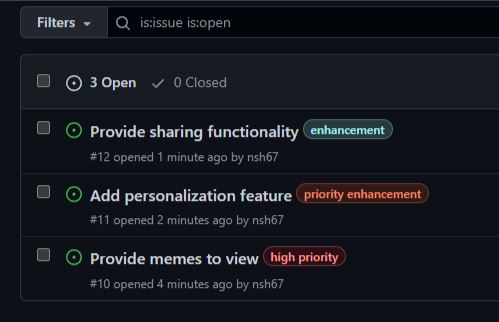 Filters
is:issue is:open
3 Open 0 Closed
Provide sharing functionality enhancement
#12 opened 1 minute ago by nsh67
Add personalization feature priority enhancement
#11 opened 2 minutes ago by nsh67
Provide memes to view high priority
#10 opened 4 minutes ago by nsh67